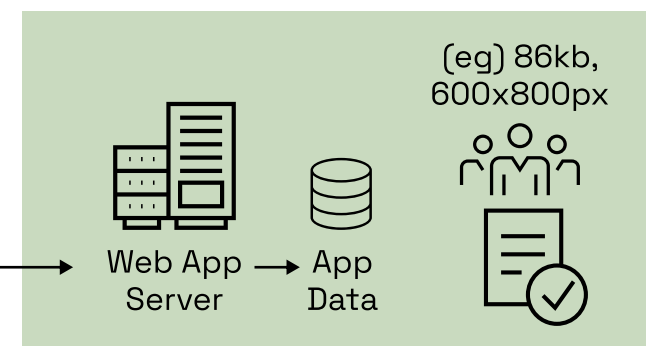 (eg) 86kb,
600x800px
Web App
Server
App
Data